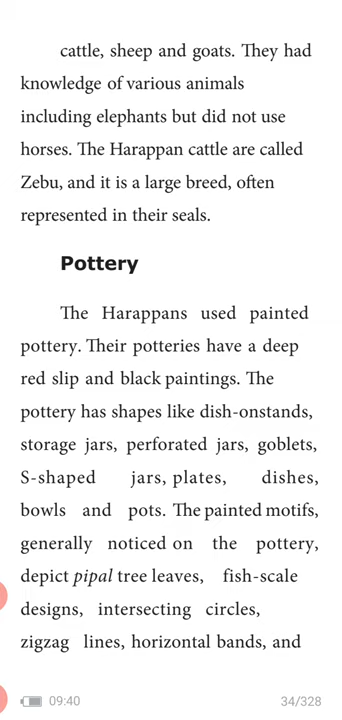 cattle, sheep and goats. They had
knowledge of various animals
including elephants but did not use
horses. The Harappan cattle are called
Zebu, and it is a large breed, often
represented in their seals.
Pottery
The Harappans used painted
pottery. Their potteries have a deep
red slip and black paintings. The
pottery has shapes like dish-onstands,
storage jars, perforated jars, goblets,
S-shaped jars, plates, dishes,
bowls and pots. The painted motifs,
generally noticed on the pottery,
depict pipal tree leaves, fish-scale
designs, intersecting circles,
zigzag lines, horizontal bands, and
09:40 34/328